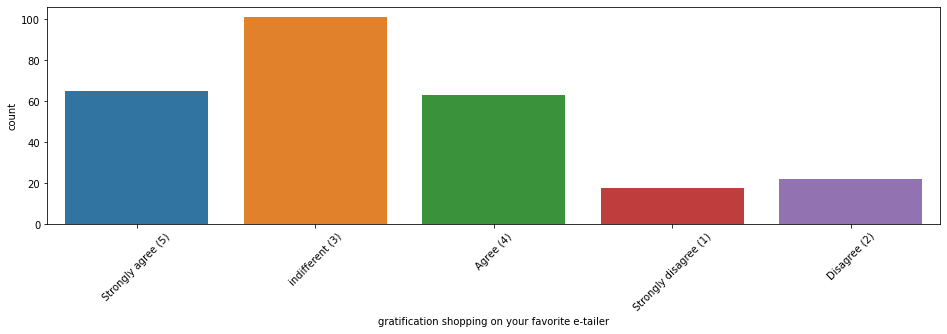 100
80
60
40
20
0
count
Strongly agree (5)
indifferent (3)
Agree (4)
Strongly disagree (1)
Disagree (2)
gratification shopping on your favorite e-tailer